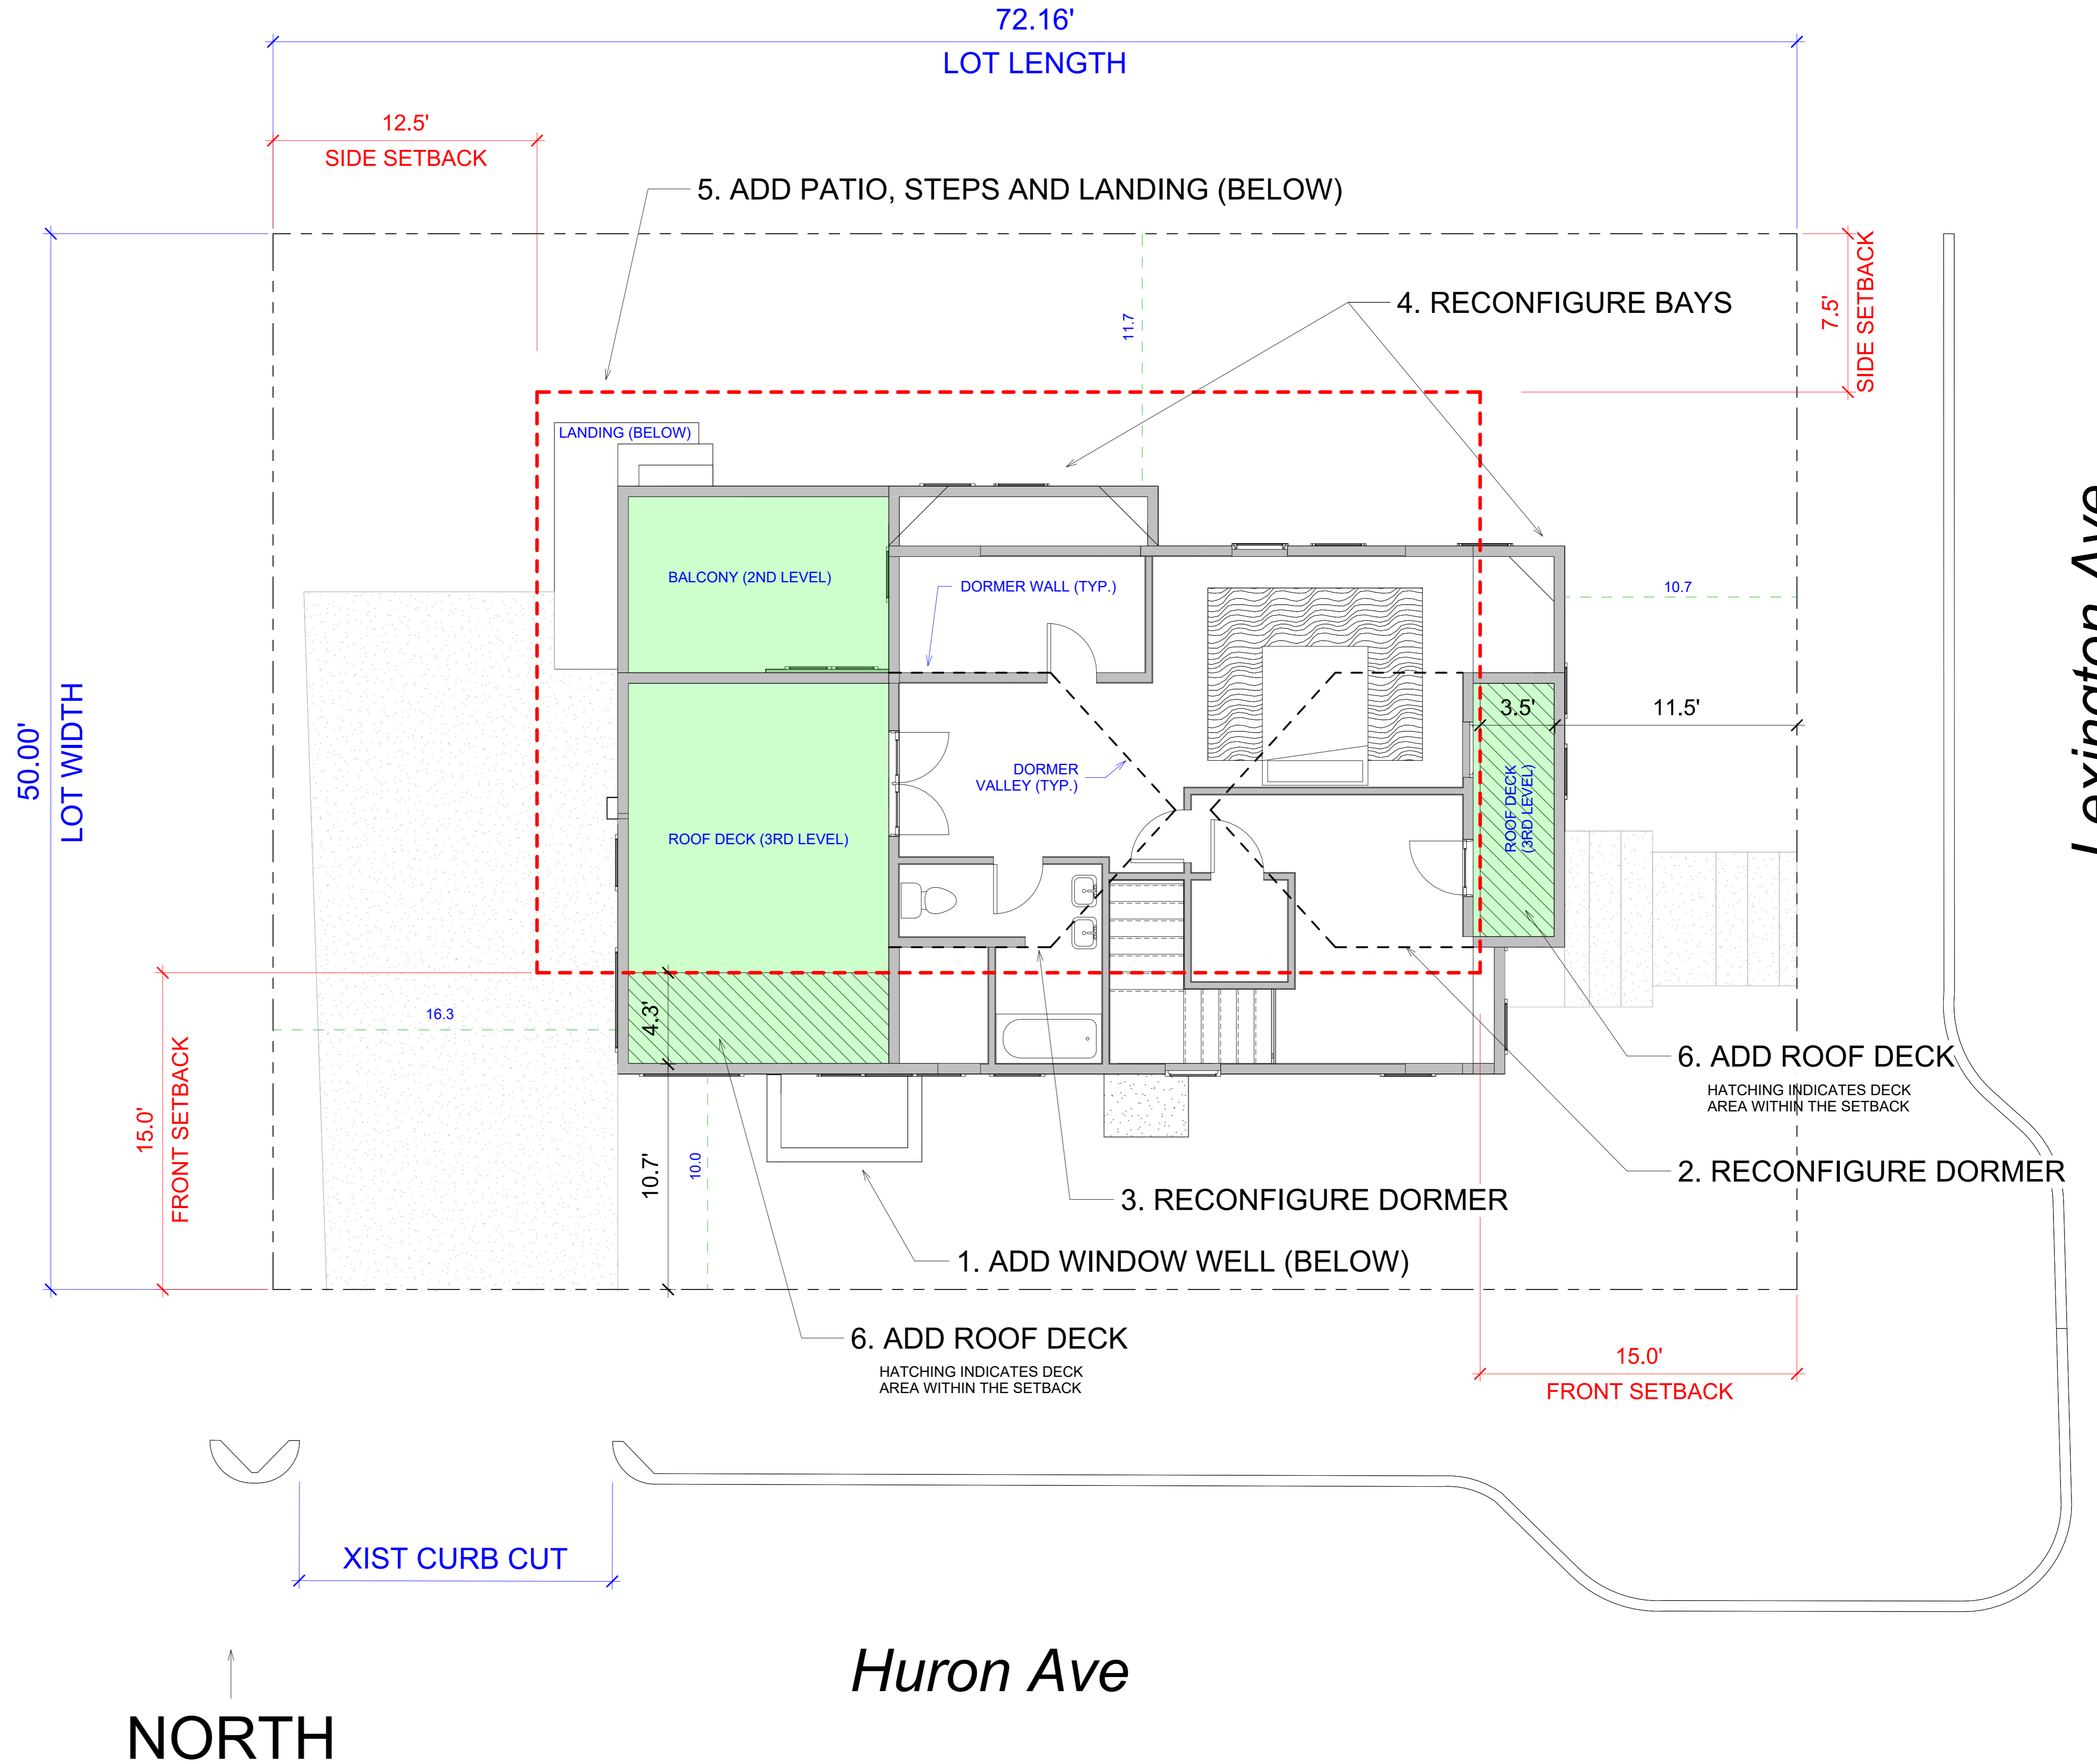 72.16'
LOT LENGTH
12.5'
SIDE SETBACK
5. ADD PATIO, STEPS AND LANDING (BELOW)
7.5'
SIDE SETBACK
4. RECONFIGURE BAYS
11.7
LANDING (BELOW)
BALCONY (2ND LEVEL)
DORMER WALL (TYP.)
10.7
Lexington Ave
50.00'
LOT WIDTH
3.5'
11.5'
DORMER
VALLEY (TYP.)
ROOF DECK
(3RD LEVEL)
ROOF DECK (3RD LEVEL)
16.3
4.3'
6. ADD ROOF DECK
HATCHING INDICATES DECK
AREA WITHIN THE SETBACK
15.0'
FRONT SETBACK
10.7'
10.0
2. RECONFIGURE DORMER
3. RECONFIGURE DORMER
1. ADD WINDOW WELL (BELOW)
6. ADD ROOF DECK
HATCHING INDICATES DECK
AREA WITHIN THE SETBACK
15.0'
FRONT SETBACK
XIST CURB CUT
Huron Ave
NORTH